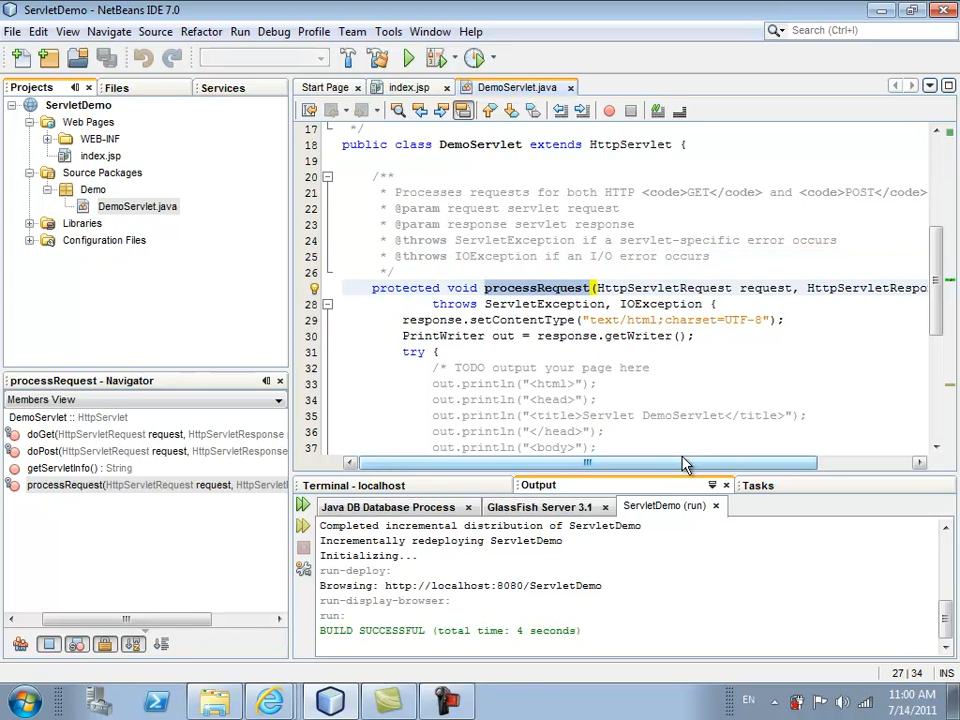 ServletDemo - NetBeans IDE 7.0
File Edit View Navigate Source Refactor Run Debug Profile Team Tools Window Help
Search (Ctrl+I)
Projects Files Services
Start Page index.jsp DemoServlet.java
ServletDemo
Web Pages
WEB-INF
index.jsp
Source Packages
Demo
DemoServlet.java
Libraries
Configuration Files
17 */
18 public class DemoServlet extends HttpServlet {
19
20 /**
21 * Processes requests for both HTTP <code>GET</code> and <code>POST</code>
22 * @param request servlet request
23 * @param response servlet response
24 * @throws ServletException if a servlet-specific error occurs
25 * @throws IOException if an I/O error occurs
26 */
protected void processRequest(HttpServletRequest request, HttpServletRespo
28 throws ServletException, IOException {
29 response.setContentType("text/html;charset=UTF-8");
30 PrintWriter out = response.getWriter();
31 try {
32 /* TODO output your page here
33 out.println("<html>");
34 out.println("<head>");
35 out.println("<title>Servlet DemoServlet</title>");
36 out.println("</head>");
37 out.println("<body>");
processRequest - Navigator
Members View
DemoServlet :: HttpServlet
doGet(HttpServletRequest request, HttpServletResponse
doPost(HttpServletRequest request, HttpServletResponse
getServletInfo() : String
processRequest(HttpServletRequest request, HttpServletl
Terminal - localhost Output Tasks
Java DB Database Process GlassFish Server 3.1 ServletDemo (run)
Completed incremental distribution of ServletDemo
Incrementally redeploying ServletDemo
Initializing...
run-deploy:
Browsing: http://localhost:8080/ServletDemo
run-display-browser:
run:
BUILD SUCCESSFUL (total time: 4 seconds)
27 | 34 INS
EN
11:00 AM
7/14/2011